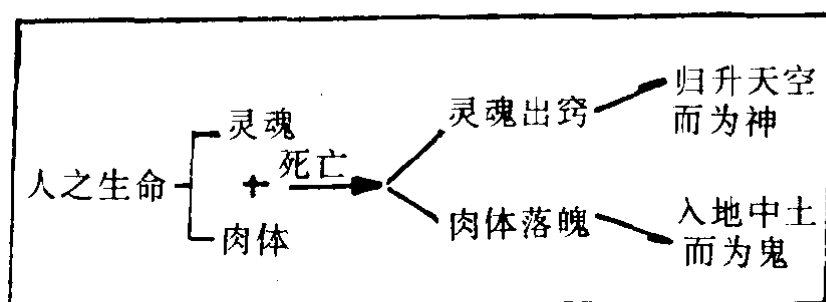 人之生命
灵魂
+
肉体
死亡
灵魂出窍
归升天空
而为神
肉体落魄
入地中土
而为鬼